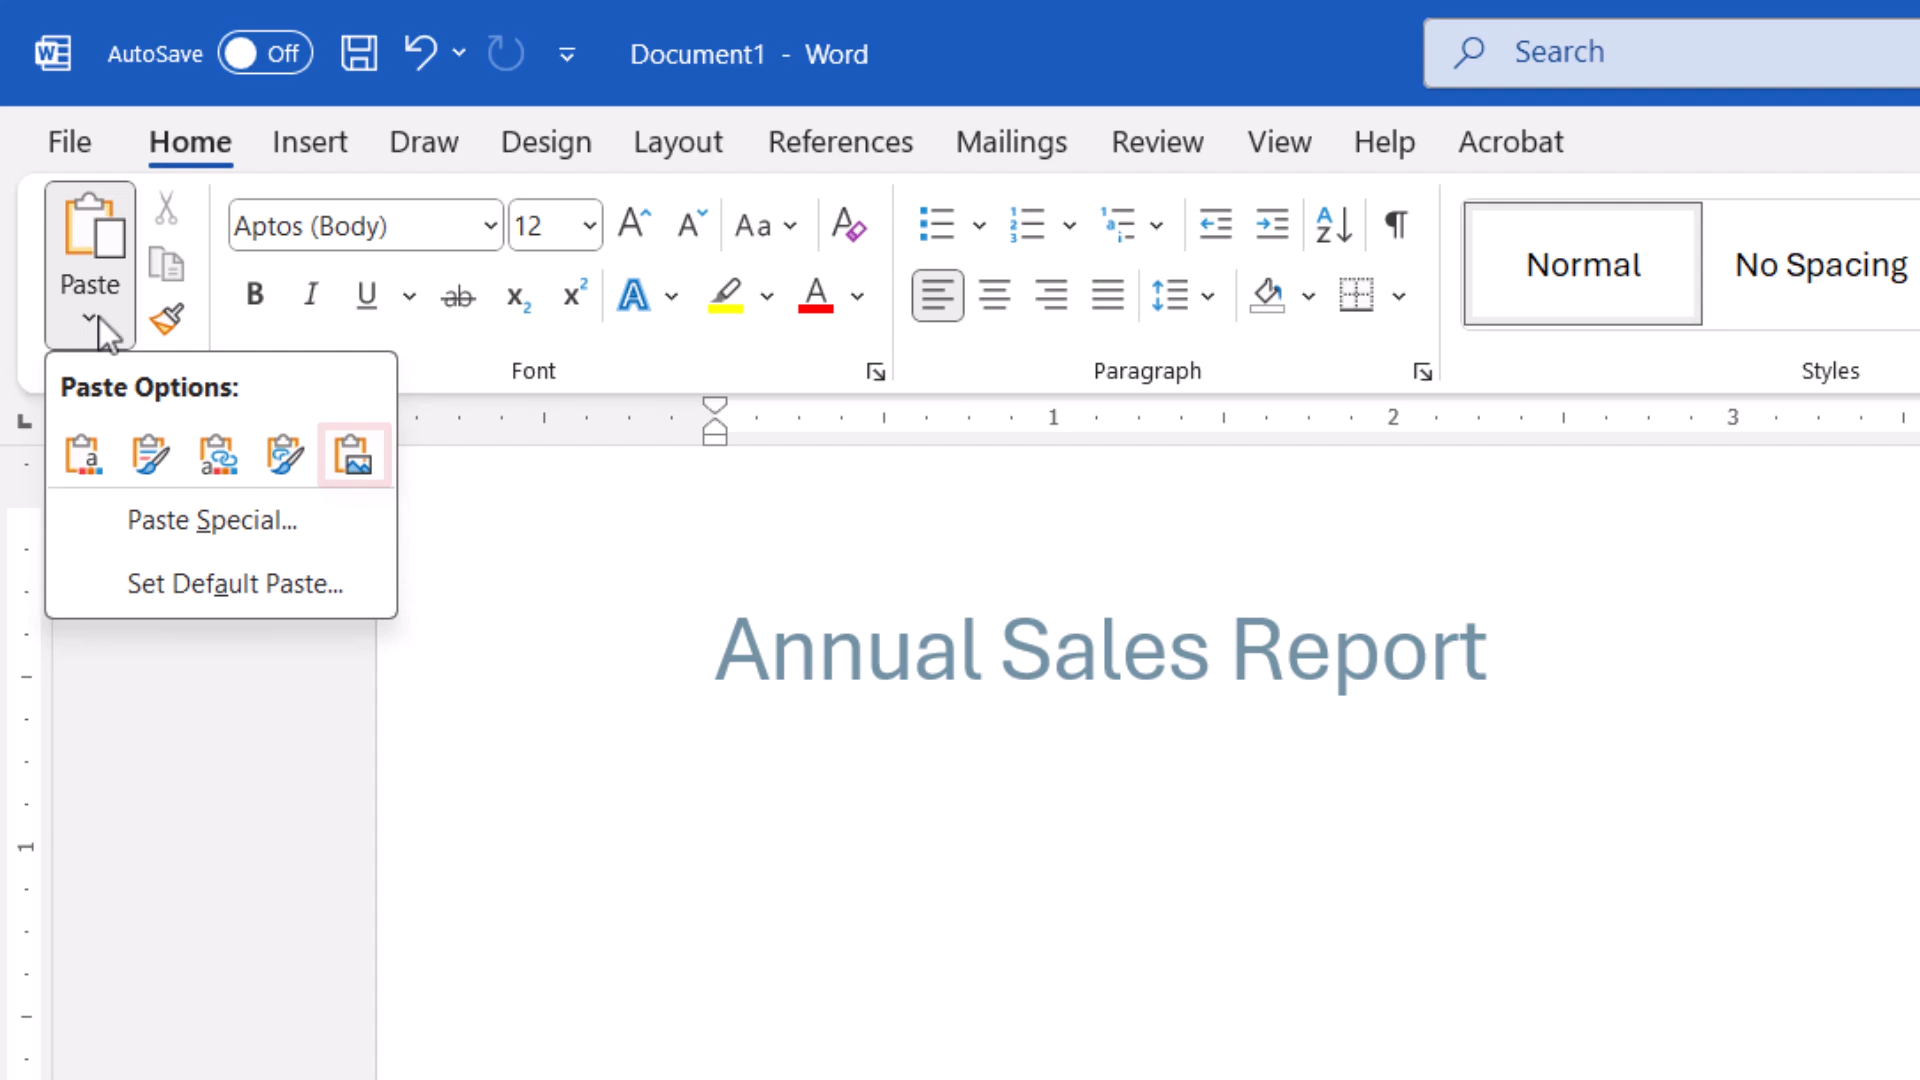 AutoSave Off Document1 - Word Search
File Home Insert Draw Design Layout References Mailings Review View Help Acrobat
Paste
Aptos (Body) 12
Normal No Spacing
Font Paragraph Styles
Paste Options:
1 2 3
Paste Special...
Set Default Paste...
Annual Sales Report
1